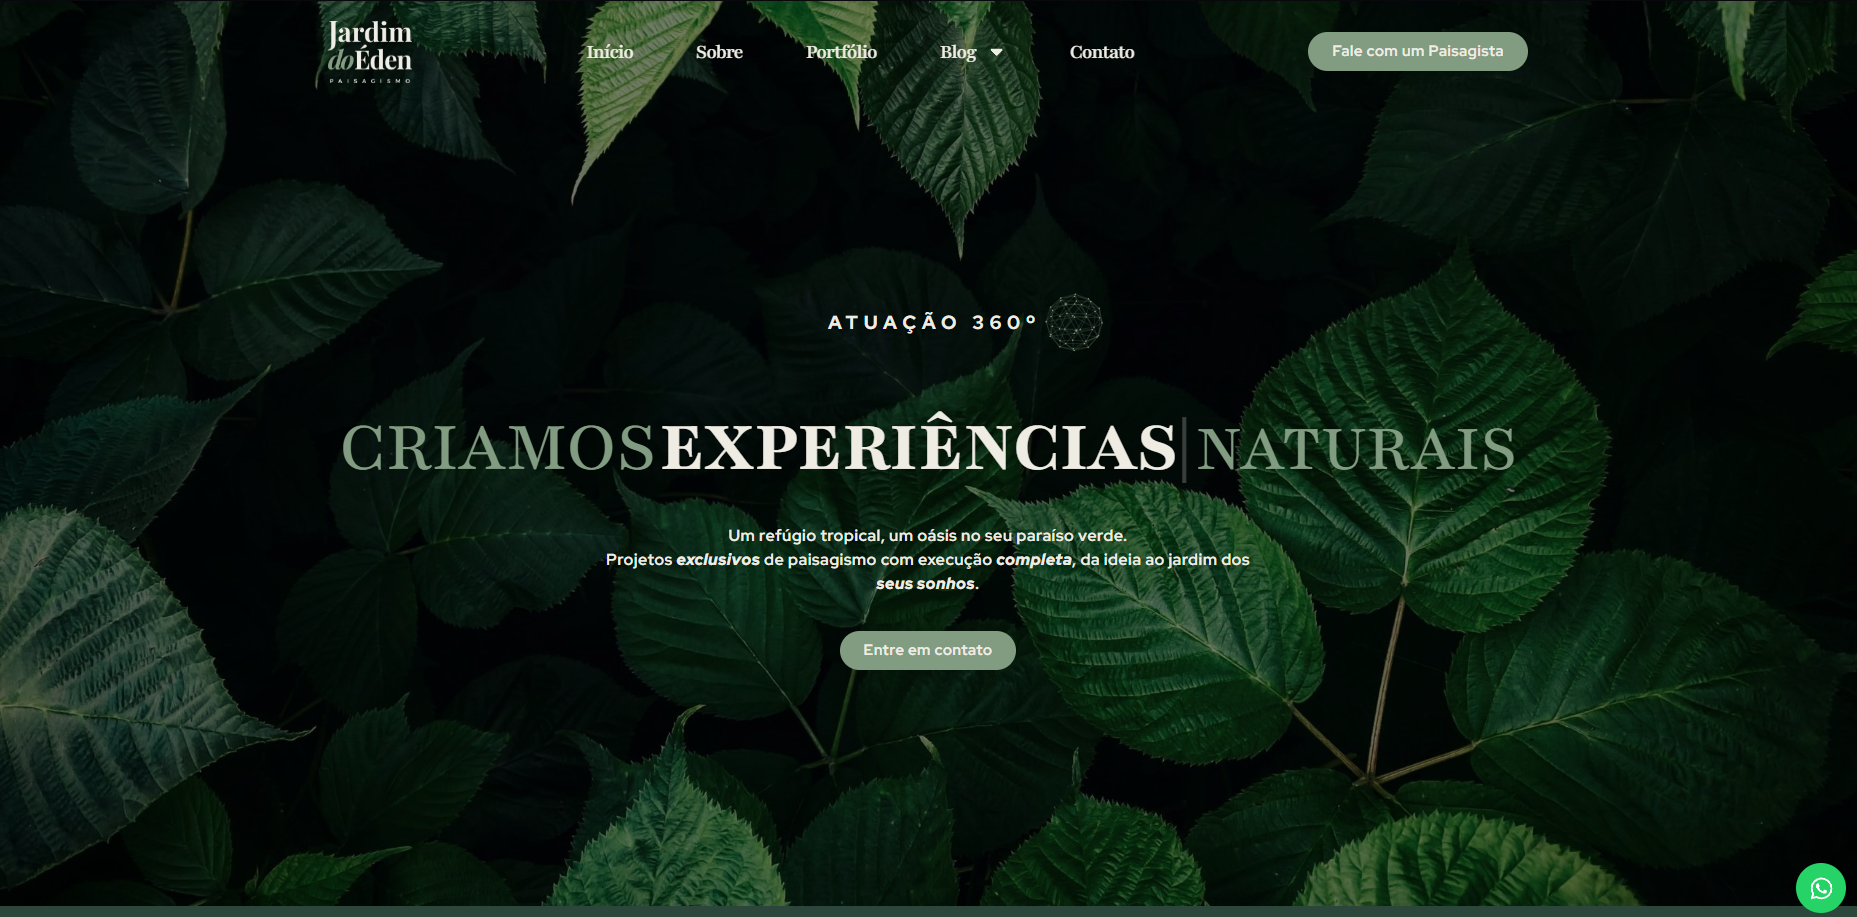 Jardim
do Éden
PAISAGISMO
Início Sobre Portfólio Blog Contato
Fale com um Paisagista
ATUAÇÃO 360º
CRIAMOS EXPERIÊNCIAS NATURAIS
Um refúgio tropical, um oásis no seu paraíso verde.
Projetos exclusivos de paisagismo com execução completa, da ideia ao jardim dos
seus sonhos.
Entre em contato